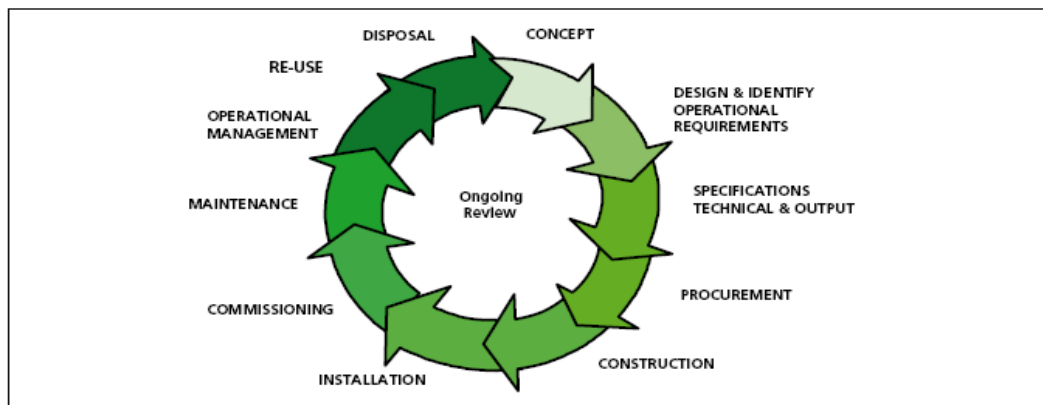 CONCEPT
DESIGN & IDENTIFY
OPERATIONAL
REQUIREMENTS
SPECIFICATIONS
TECHNICAL & OUTPUT
PROCUREMENT
CONSTRUCTION
INSTALLATION
COMMISSIONING
MAINTENANCE
OPERATIONAL
MANAGEMENT
RE-USE
DISPOSAL
Ongoing
Review